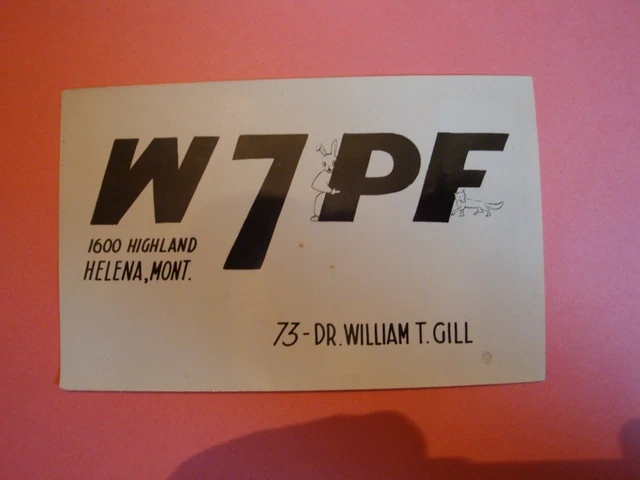 W7PF
1600 HIGHLAND
HELENA, MONT.
73-DR. WILLIAM T. GILL